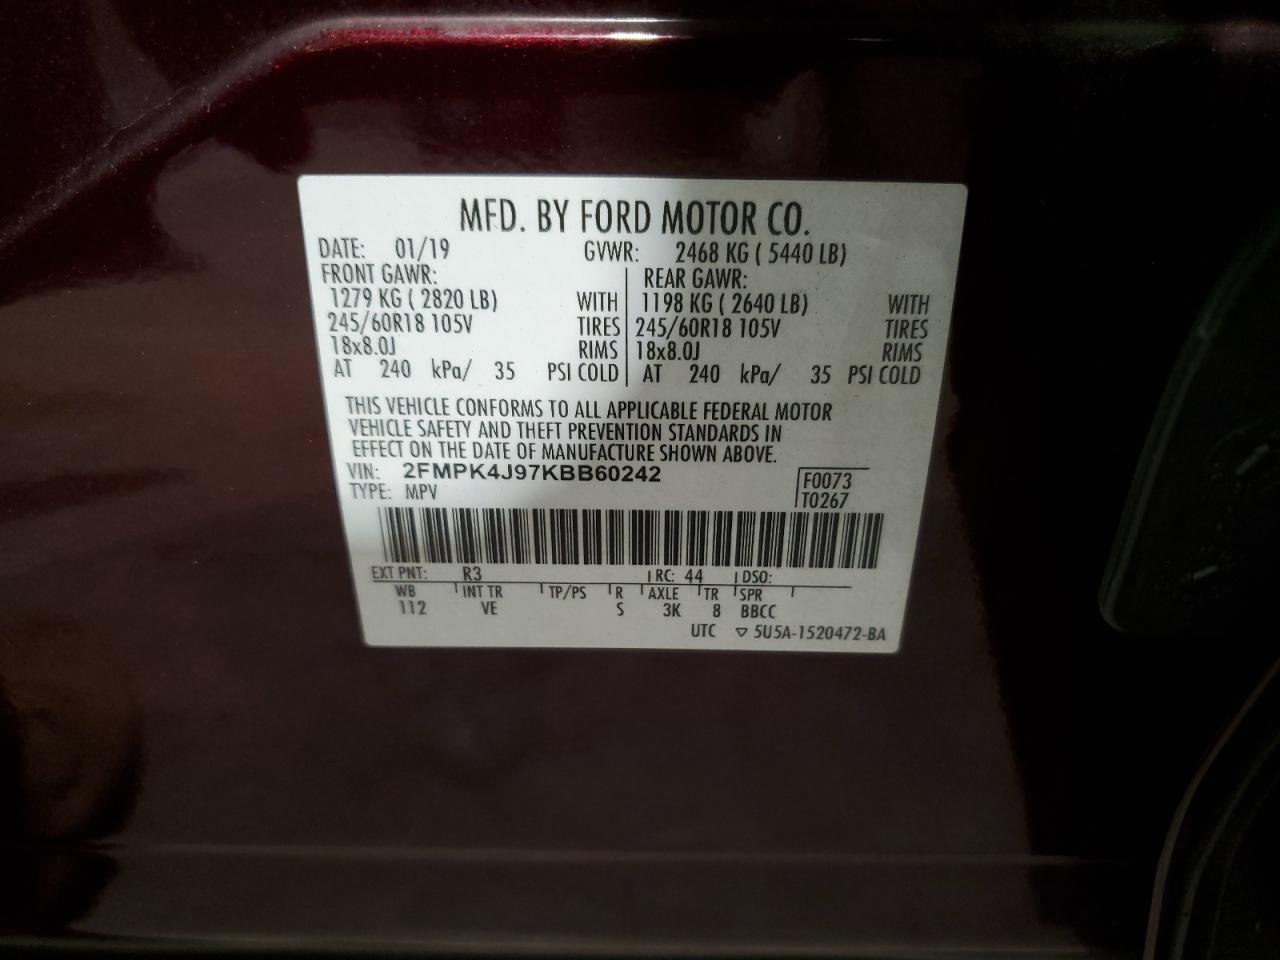 MFD. BY FORD MOTOR CO.
DATE: 01/19 GVWR: 2468 KG ( 5440 LB)
FRONT GAWR: REAR GAWR:
1279 KG ( 2820 LB) WITH 1198 KG ( 2640 LB) WITH
245/60R18 105V TIRES 245/60R18 105V TIRES
18x8.0J RIMS 18x8.0J RIMS
AT 240 kPa/ 35 PSI COLD AT 240 kPa/ 35 PSI COLD
THIS VEHICLE CONFORMS TO ALL APPLICABLE FEDERAL MOTOR
VEHICLE SAFETY AND THEFT PREVENTION STANDARDS IN
EFFECT ON THE DATE OF MANUFACTURE SHOWN ABOVE.
VIN: 2FMPK4J97KBB60242 F0073
TYPE: MPV T0267
EXT PNT: R3 RC: 44 DSO:
WB INT TR TP/PS R AXLE TR SPR
112 VE S 3K 8 BBCC
UTC ▽ 5U5A-1520472-BA